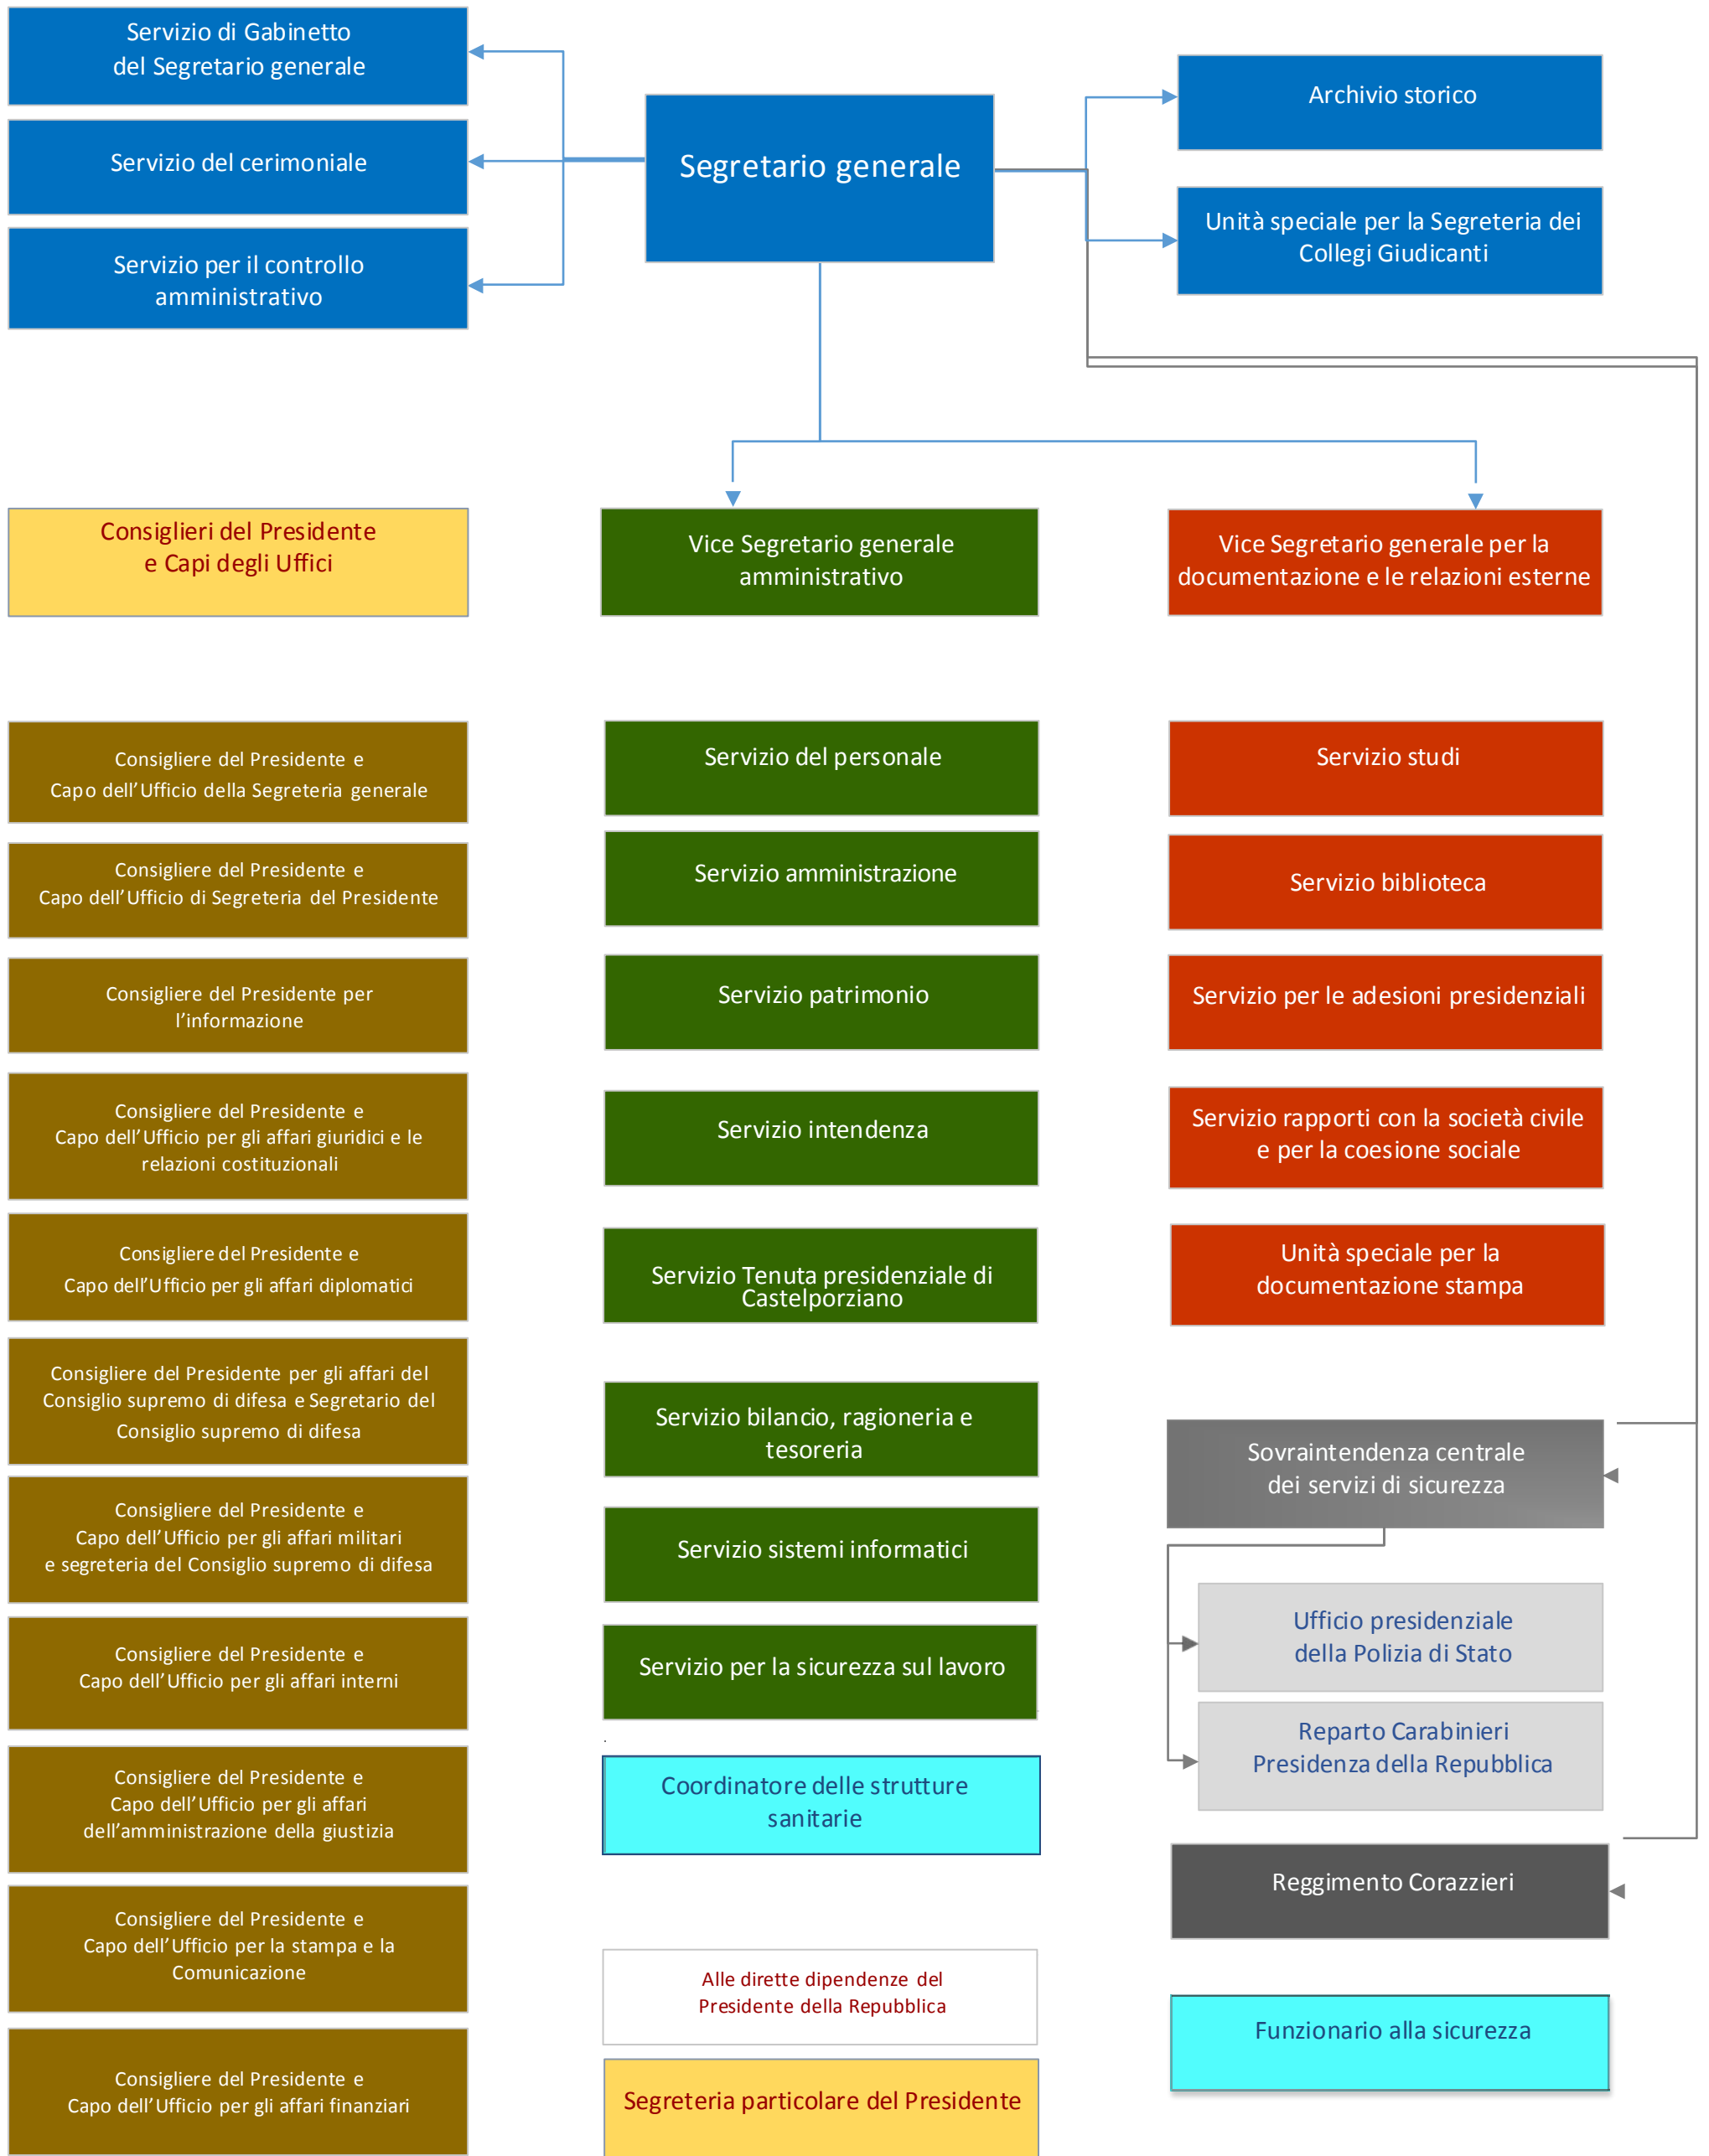 Servizio di Gabinetto
del Segretario generale
Servizio del cerimoniale
Servizio per il controllo
amministrativo
Segretario generale
Archivio storico
Unità speciale per la Segreteria dei
Collegi Giudicanti
Consiglieri del Presidente
e Capi degli Uffici
Vice Segretario generale
amministrativo
Vice Segretario generale per la
documentazione e le relazioni esterne
Consigliere del Presidente e
Capo dell'Ufficio della Segreteria generale
Consigliere del Presidente e
Capo dell'Ufficio di Segreteria del Presidente
Consigliere del Presidente per
l'informazione
Consigliere del Presidente e
Capo dell'Ufficio per gli affari giuridici e le
relazioni costituzionali
Consigliere del Presidente e
Capo dell'Ufficio per gli affari diplomatici
Consigliere del Presidente per gli affari del
Consiglio supremo di difesa e Segretario del
Consiglio supremo di difesa
Consigliere del Presidente e
Capo dell'Ufficio per gli affari militari
e segreteria del Consiglio supremo di difesa
Consigliere del Presidente e
Capo dell'Ufficio per gli affari interni
Consigliere del Presidente e
Capo dell'Ufficio per gli affari
dell'amministrazione della giustizia
Consigliere del Presidente e
Capo dell'Ufficio per la stampa e la
Comunicazione
Consigliere del Presidente e
Capo dell'Ufficio per gli affari finanziari
Servizio del personale
Servizio amministrazione
Servizio patrimonio
Servizio intendenza
Servizio Tenuta presidenziale di
Castelporziano
Servizio bilancio, ragioneria e
tesoreria
Servizio sistemi informatici
Servizio per la sicurezza sul lavoro
.
Coordinatore delle strutture
sanitarie
Alle dirette dipendenze del
Presidente della Repubblica
Segreteria particolare del Presidente
Servizio studi
Servizio biblioteca
Servizio per le adesioni presidenziali
Servizio rapporti con la società civile
e per la coesione sociale
Unità speciale per la
documentazione stampa
Sovraintendenza centrale
dei servizi di sicurezza
Ufficio presidenziale
della Polizia di Stato
Reparto Carabinieri
Presidenza della Repubblica
Reggimento Corazzieri
Funzionario alla sicurezza